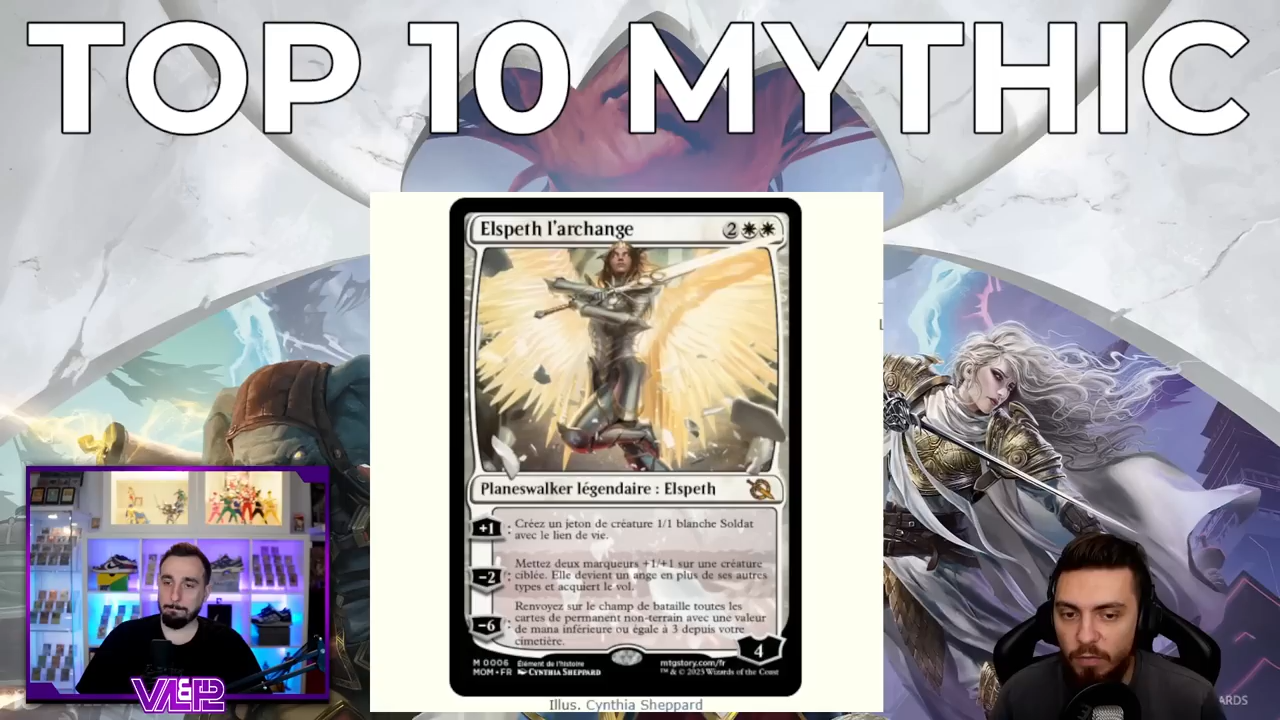 TOP 10 MYTHIC
Elspeth l'archange
2
Planeswalker légendaire : Elspeth
+1 : Créez un jeton de créature 1/1 blanche Soldat
avec le lien de vie.
Mettez deux marqueurs +1/+1 sur une créature
−2 : ciblée. Elle devient un ange en plus de ses autres
types et acquiert le vol.
Renvoyez sur le champ de bataille toutes les
cartes de permanent non-terrain avec une valeur
−6 : de mana inférieure ou égale à 3 depuis votre
cimetière.
4
M 0006 Élément de l'histoire
MOM • FR CYNTHIA SHEPPARD
mtgstory.com/fr
™ & © 2023 Wizards of the Coast
Illus. Cynthia Sheppard
ARDS